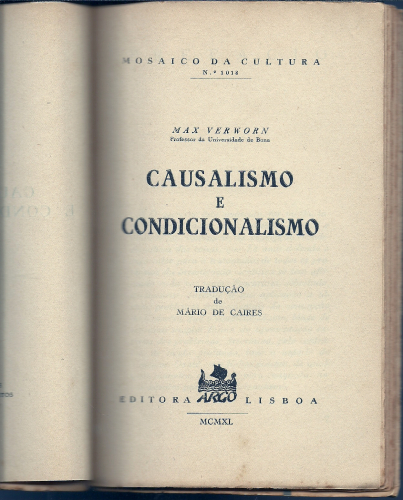 MOSAICO DA CULTURA
N.º 1018
MAX VERWORN
Professor da Universidade de Bona
CAUSALISMO
E
CONDICIONALISMO
TRADUÇÃO
de
MÁRIO DE CAIRES
EDITORA ARGO LISBOA
MCMXL